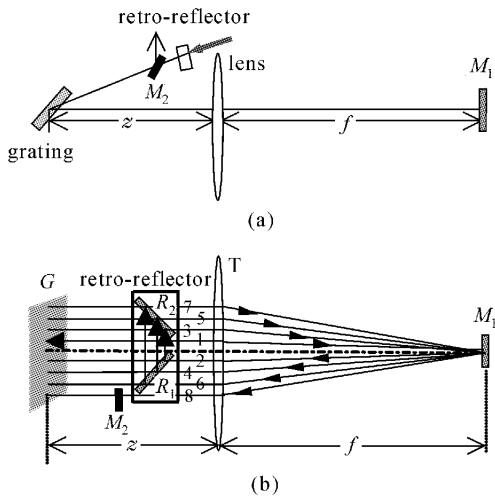 retro-reflector
lens
M₁
M₂
grating
z
f
(a)
G
retro-reflector
T
R₂
7
5
3
1
M₁
2
4
R₁
6
8
M₂
z
f
(b)